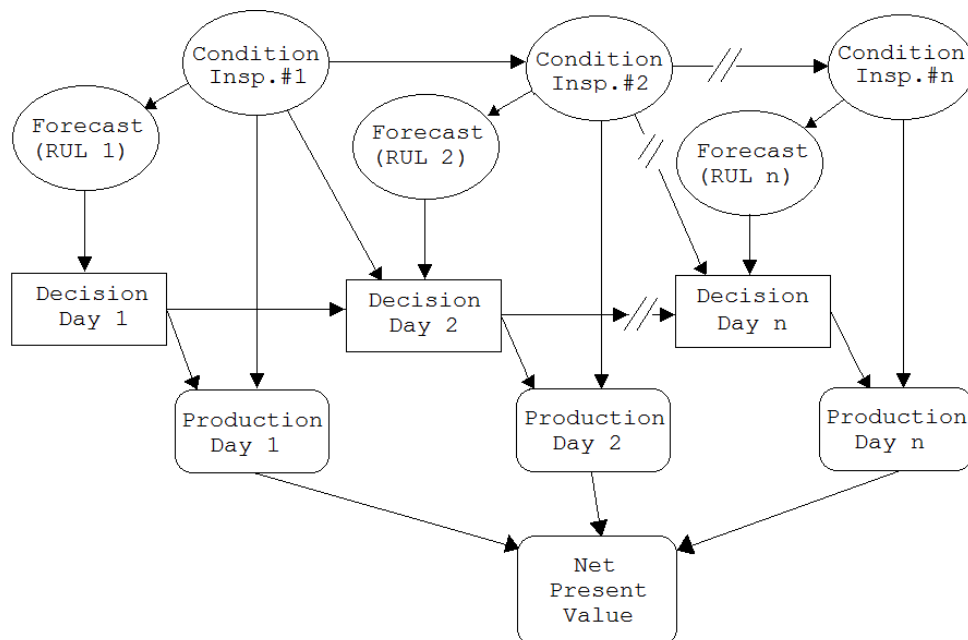 Condition
Insp.#1
Condition
Insp.#2
Condition
Insp.#n
Forecast
(RUL 1)
Forecast
(RUL 2)
Forecast
(RUL n)
Decision
Day 1
Decision
Day 2
Decision
Day n
Production
Day 1
Production
Day 2
Production
Day n
Net
Present
Value